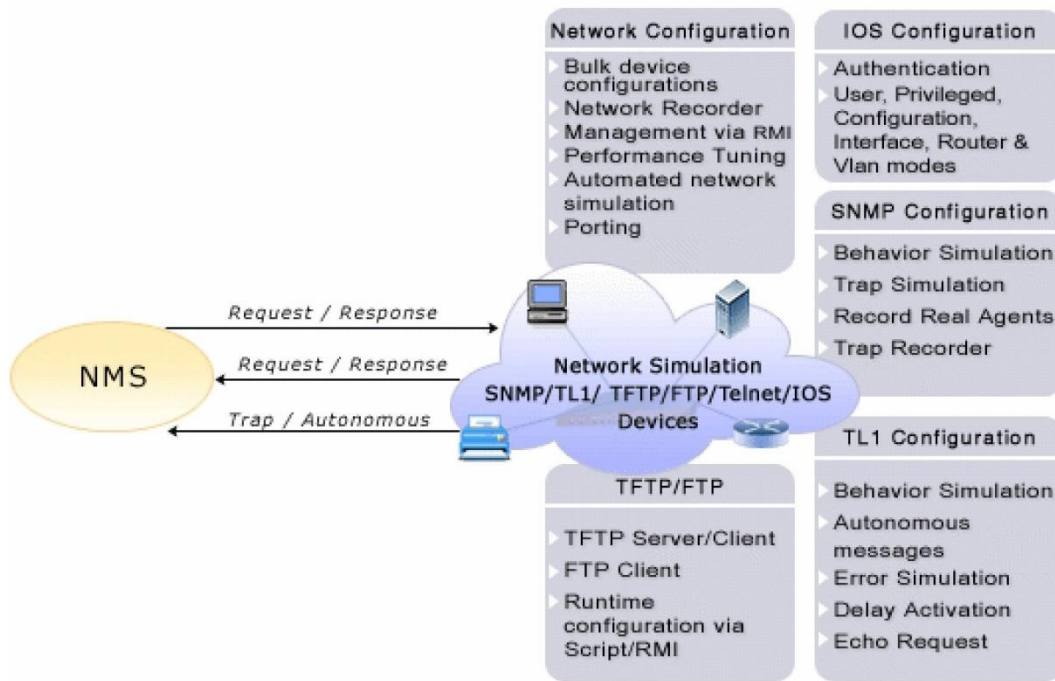 Network Configuration
Bulk device
configurations
Network Recorder
Management via RMI
Performance Tuning
Automated network
simulation
Porting
IOS Configuration
Authentication
User, Privileged,
Configuration,
Interface, Router &
Vlan modes
SNMP Configuration
Behavior Simulation
Trap Simulation
Record Real Agents
Trap Recorder
NMS
Request / Response
Request / Response
Trap / Autonomous
Network Simulation
SNMP/TL1/ TFTP/FTP/Telnet/IOS
Devices
TFTP/FTP
TFTP Server/Client
FTP Client
Runtime
configuration via
Script/RMI
TL1 Configuration
Behavior Simulation
Autonomous
messages
Error Simulation
Delay Activation
Echo Request